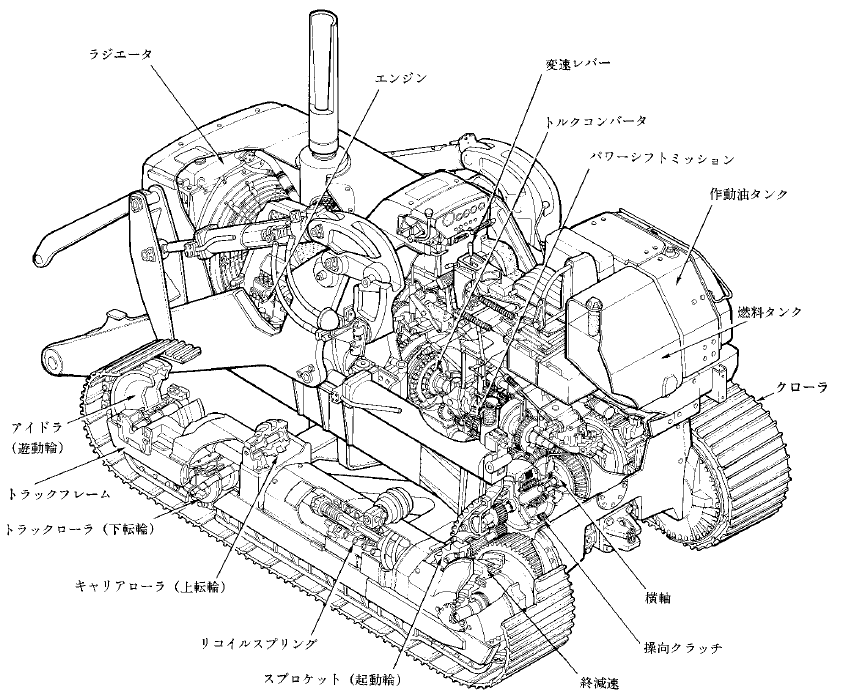 ラジエータ
エンジン
変速レバー
トルクコンバータ
パワーシフトミッション
作動油タンク
燃料タンク
クローラ
アイドラ
（遊動輪）
トラックフレーム
トラックローラ（下転輪）
キャリアローラ（上転輪）
リコイルスプリング
スプロケット（起動輪）
終減速
操向クラッチ
横軸